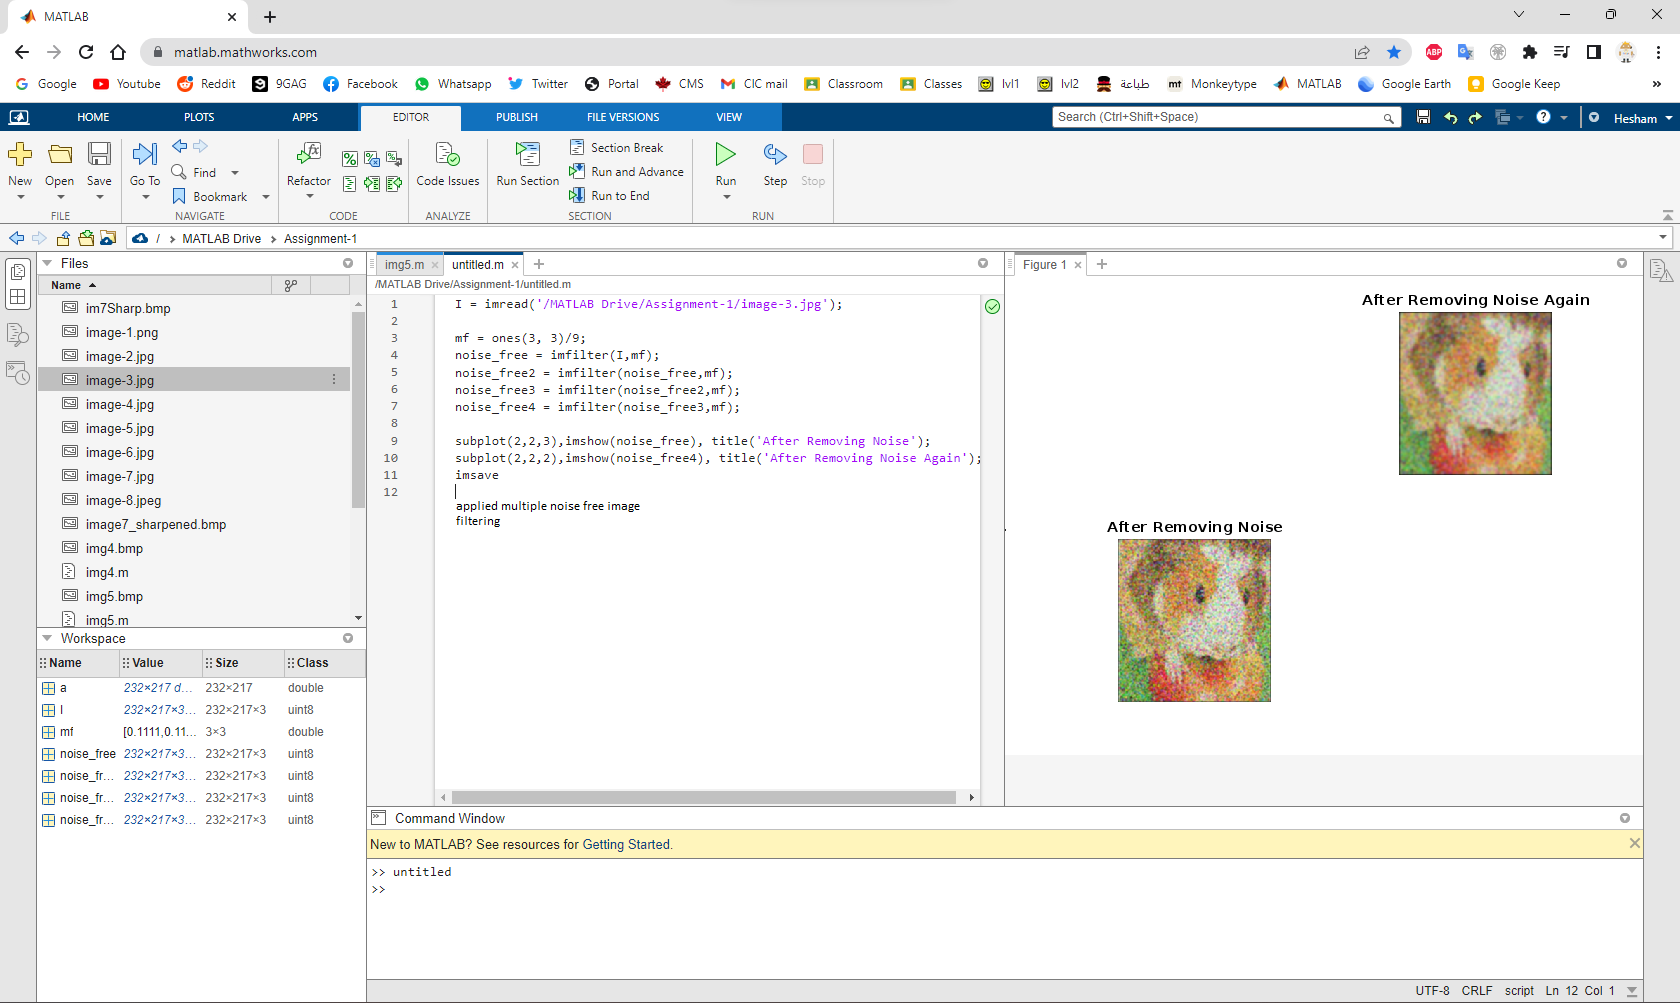 MATLAB
matlab.mathworks.com
Google Youtube Reddit 9GAG Facebook Whatsapp Twitter Portal CMS CIC mail Classroom Classes lvl1 lvl2 طباعة Monkeytype MATLAB Google Earth Google Keep »
HOME PLOTS APPS EDITOR PUBLISH FILE VERSIONS VIEW Search (Ctrl+Shift+Space) Hesham
New Open Save Go To Find Bookmark Refactor Code Issues Run Section Section Break Run and Advance Run to End Run Step Stop
FILE NAVIGATE CODE ANALYZE SECTION RUN
/ › MATLAB Drive › Assignment-1
Files
Name
im7Sharp.bmp
image-1.png
image-2.jpg
image-3.jpg
image-4.jpg
image-5.jpg
image-6.jpg
image-7.jpg
image-8.jpeg
image7_sharpened.bmp
img4.bmp
img4.m
img5.bmp
img5.m
Workspace
Name Value Size Class
a 232×217 d... 232×217 double
I 232×217×3... 232×217×3 uint8
mf [0.1111,0.11... 3×3 double
noise_free 232×217×3... 232×217×3 uint8
noise_fr... 232×217×3... 232×217×3 uint8
noise_fr... 232×217×3... 232×217×3 uint8
noise_fr... 232×217×3... 232×217×3 uint8
img5.m untitled.m
/MATLAB Drive/Assignment-1/untitled.m
1 I = imread('/MATLAB Drive/Assignment-1/image-3.jpg');
2
3 mf = ones(3, 3)/9;
4 noise_free = imfilter(I,mf);
5 noise_free2 = imfilter(noise_free,mf);
6 noise_free3 = imfilter(noise_free2,mf);
7 noise_free4 = imfilter(noise_free3,mf);
8
9 subplot(2,2,3),imshow(noise_free), title('After Removing Noise');
10 subplot(2,2,2),imshow(noise_free4), title('After Removing Noise Again');
11 imsave
12
applied multiple noise free image
filtering
Figure 1
After Removing Noise Again
After Removing Noise
Command Window
New to MATLAB? See resources for Getting Started.
>> untitled
>>
UTF-8 CRLF script Ln 12 Col 1